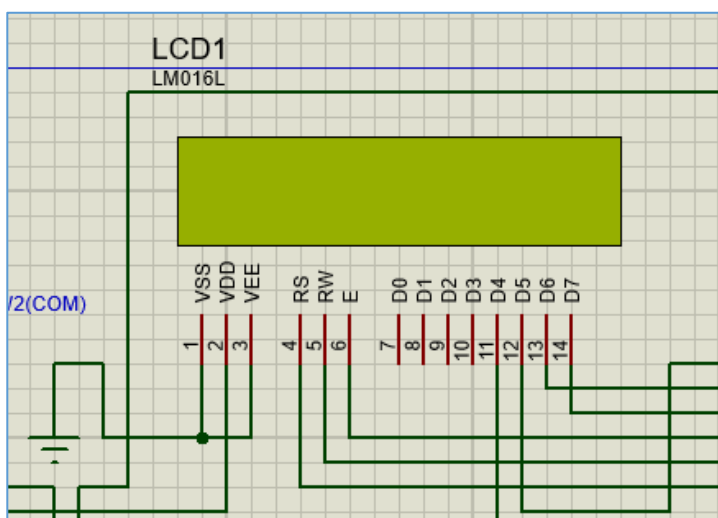 LCD1
LM016L
VSS
VDD
VEE
RS
RW
E
D0
D1
D2
D3
D4
D5
D6
D7
/2(COM)
1
2
3
4
5
6
7
8
9
10
11
12
13
14